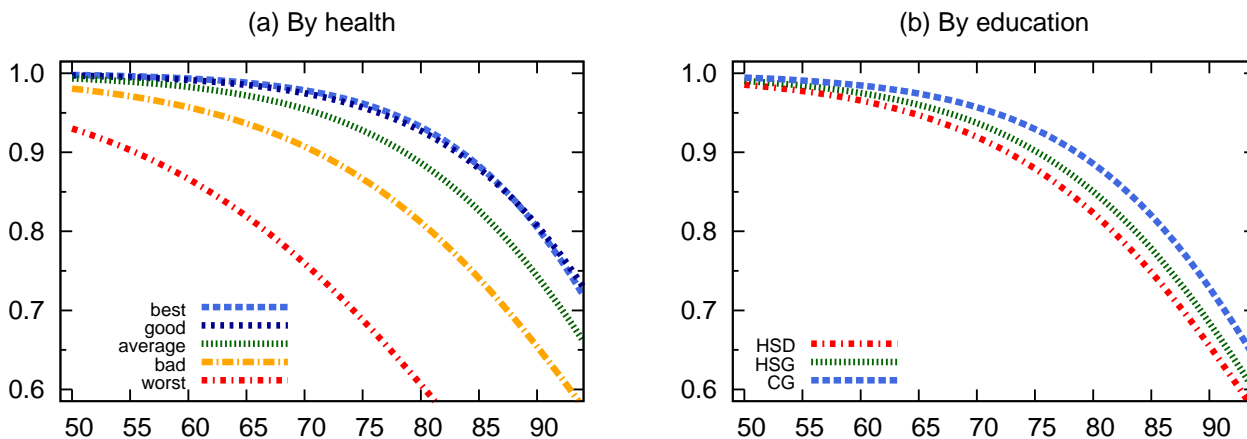 (a) By health
1.0
0.9
0.8
0.7
0.6
best
good
average
bad
worst
50 55 60 65 70 75 80 85 90
(b) By education
1.0
0.9
0.8
0.7
0.6
HSD
HSG
CG
50 55 60 65 70 75 80 85 90